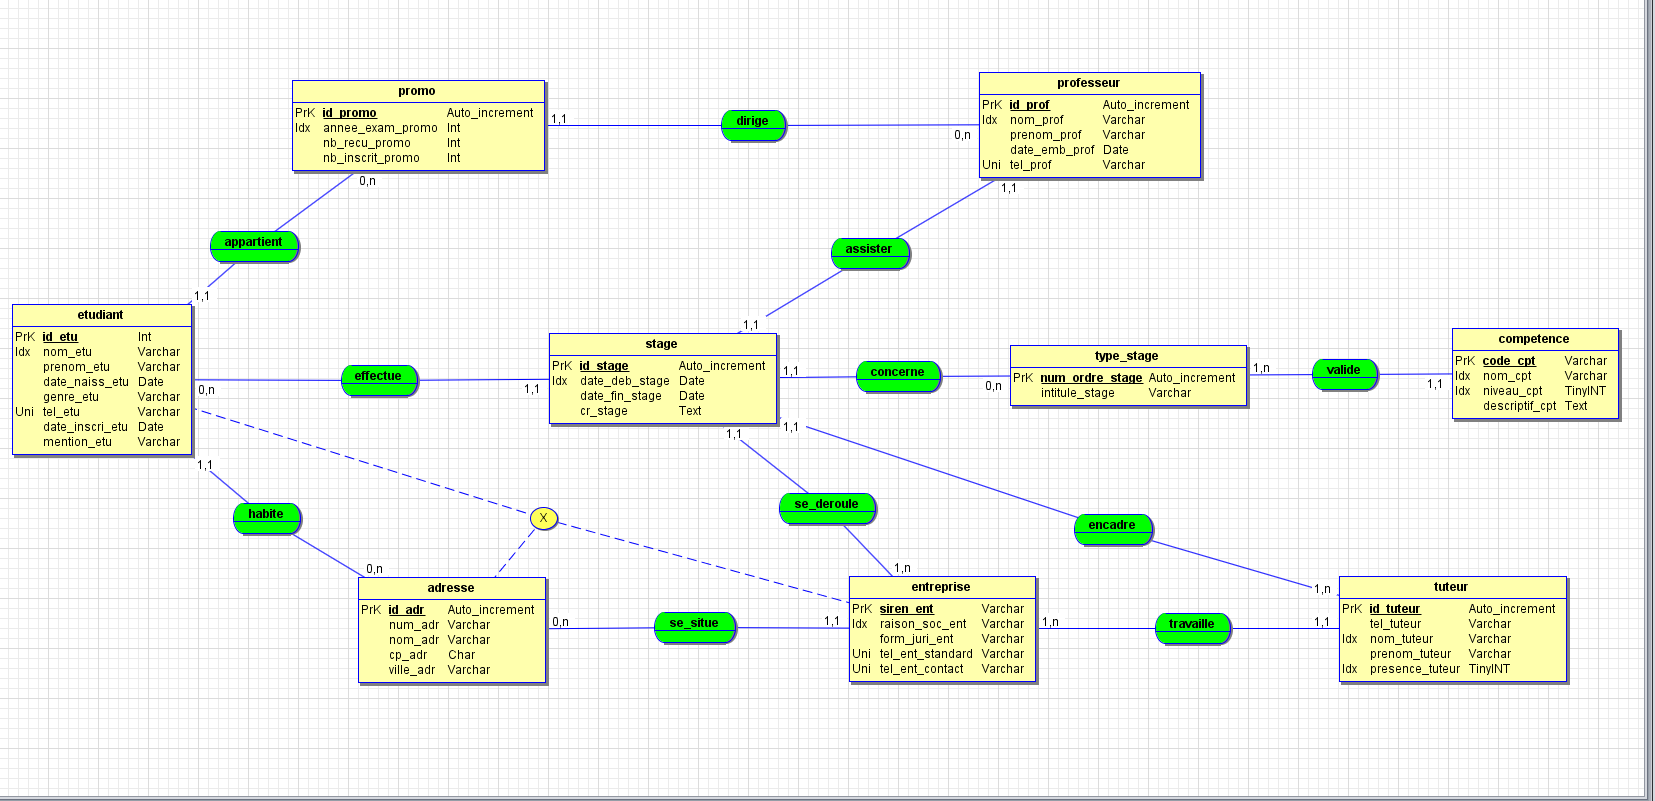 promo
PrK id_promo Auto_increment
Idx annee_exam_promo Int
nb_recu_promo Int
nb_inscrit_promo Int
1,1
dirige
0,n
professeur
PrK id_prof Auto_increment
Idx nom_prof Varchar
prenom_prof Varchar
date_emb_prof Date
Uni tel_prof Varchar
0,n
appartient
1,1
1,1
assister
1,1
etudiant
PrK id_etu Int
Idx nom_etu Varchar
prenom_etu Varchar
date_naiss_etu Date
genre_etu Varchar
Uni tel_etu Varchar
date_inscri_etu Date
mention_etu Varchar
0,n
effectue
1,1
stage
PrK id_stage Auto_increment
Idx date_deb_stage Date
date_fin_stage Date
cr_stage Text
1,1
concerne
0,n
type_stage
PrK num_ordre_stage Auto_increment
intitule_stage Varchar
1,n
valide
1,1
competence
PrK code_cpt Varchar
Idx nom_cpt Varchar
Idx niveau_cpt TinyINT
descriptif_cpt Text
1,1
habite
0,n
X
1,1
se_deroule
1,n
1,1
encadre
1,n
adresse
PrK id_adr Auto_increment
num_adr Varchar
nom_adr Varchar
cp_adr Char
ville_adr Varchar
0,n
se_situe
1,1
entreprise
PrK siren_ent Varchar
Idx raison_soc_ent Varchar
form_juri_ent Varchar
Uni tel_ent_standard Varchar
Uni tel_ent_contact Varchar
1,n
travaille
1,1
tuteur
PrK id_tuteur Auto_increment
tel_tuteur Varchar
Idx nom_tuteur Varchar
prenom_tuteur Varchar
Idx presence_tuteur TinyINT